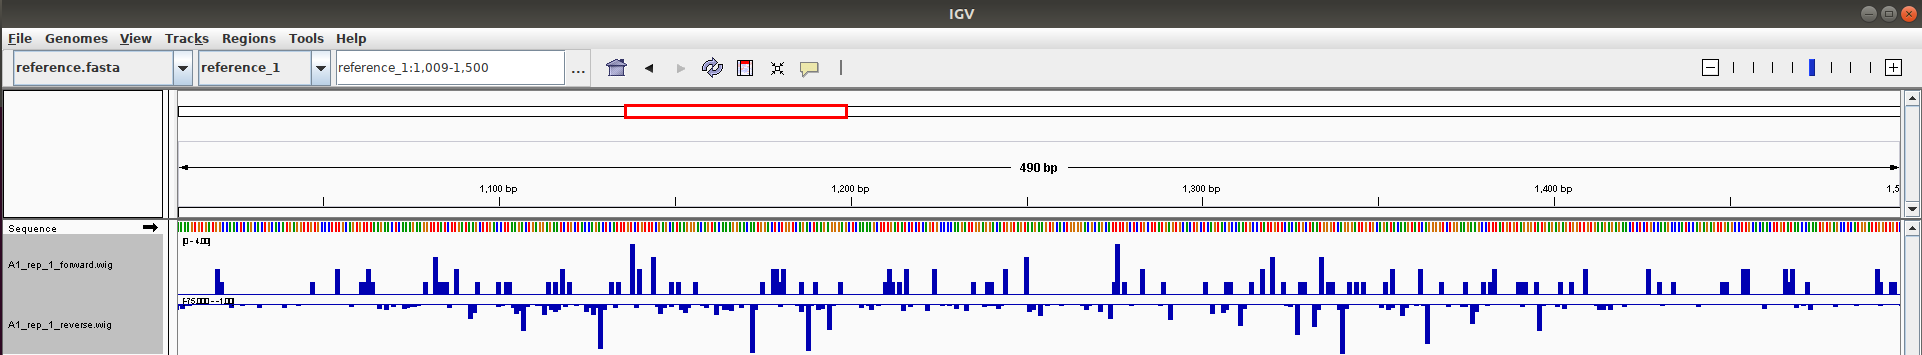 IGV
File Genomes View Tracks Regions Tools Help
reference.fasta reference_1 reference_1:1,009-1,500 ...
490 bp
1,100 bp 1,200 bp 1,300 bp 1,400 bp 1,5
Sequence
[0 - 4.00]
A1_rep_1_forward.wig
[-75.000 - -1.00]
A1_rep_1_reverse.wig